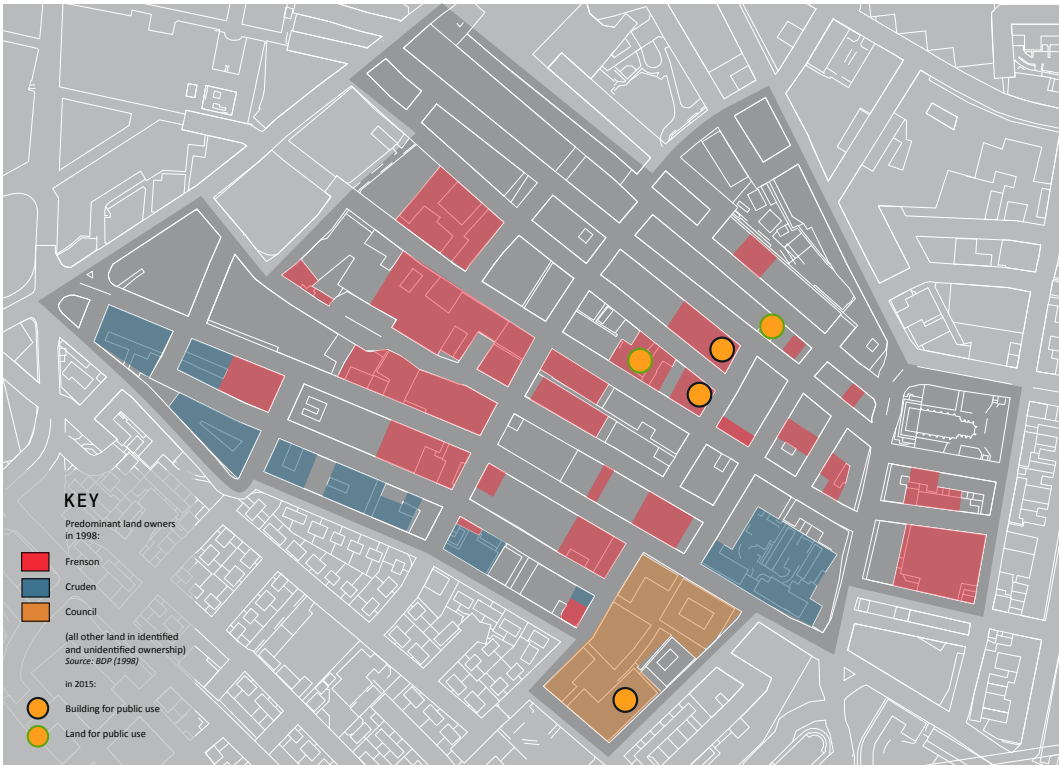 KEY
Predominant land owners
in 1998:
Frenson
Cruden
Council
(all other land in identified
and unidentified ownership)
Source: BDP (1998)
in 2015:
Building for public use
Land for public use